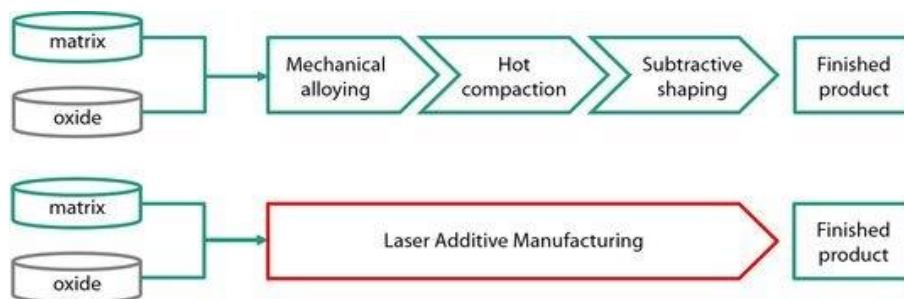 matrix
oxide
Mechanical
alloying
Hot
compaction
Subtractive
shaping
Finished
product
matrix
oxide
Laser Additive Manufacturing
Finished
product